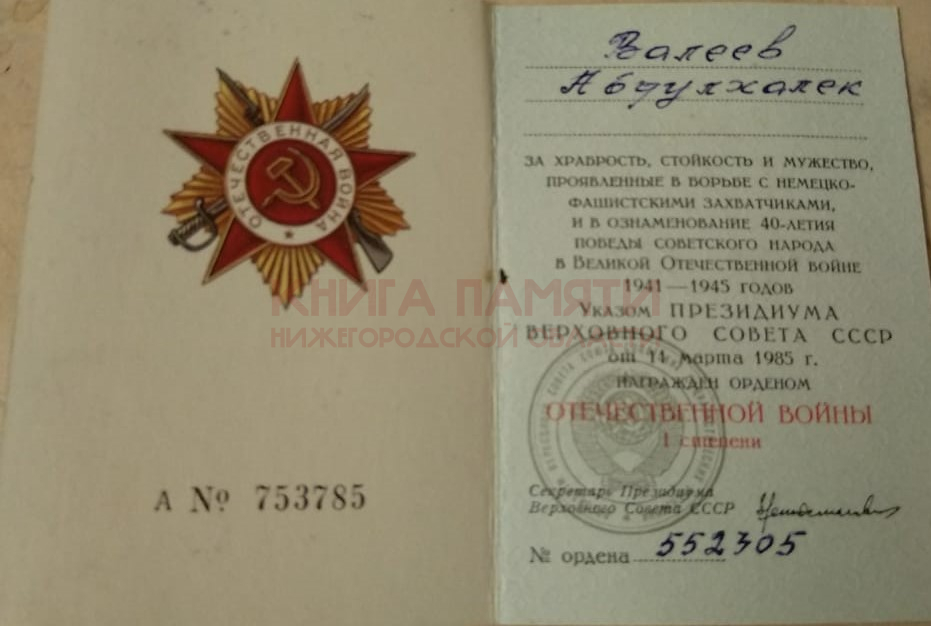 ОТЕЧЕСТВЕННАЯ ВОЙНА
А № 753785
Валеев
Абдулхалек
ЗА ХРАБРОСТЬ, СТОЙКОСТЬ И МУЖЕСТВО,
ПРОЯВЛЕННЫЕ В БОРЬБЕ С НЕМЕЦКО-
ФАШИСТСКИМИ ЗАХВАТЧИКАМИ,
И В ОЗНАМЕНОВАНИЕ 40-ЛЕТИЯ
ПОБЕДЫ СОВЕТСКОГО НАРОДА
В ВЕЛИКОЙ ОТЕЧЕСТВЕННОЙ ВОЙНЕ
1941—1945 ГОДОВ
УКАЗОМ ПРЕЗИДИУМА
ВЕРХОВНОГО СОВЕТА СССР
от 11 марта 1985 г.
НАГРАЖДЕН ОРДЕНОМ
ОТЕЧЕСТВЕННОЙ ВОЙНЫ
I степени
Секретарь Президиума
Верховного Совета СССР
№ ордена 552305
КНИГА ПАМЯТИ
НИЖЕГОРОДСКОЙ ОБЛАСТИ